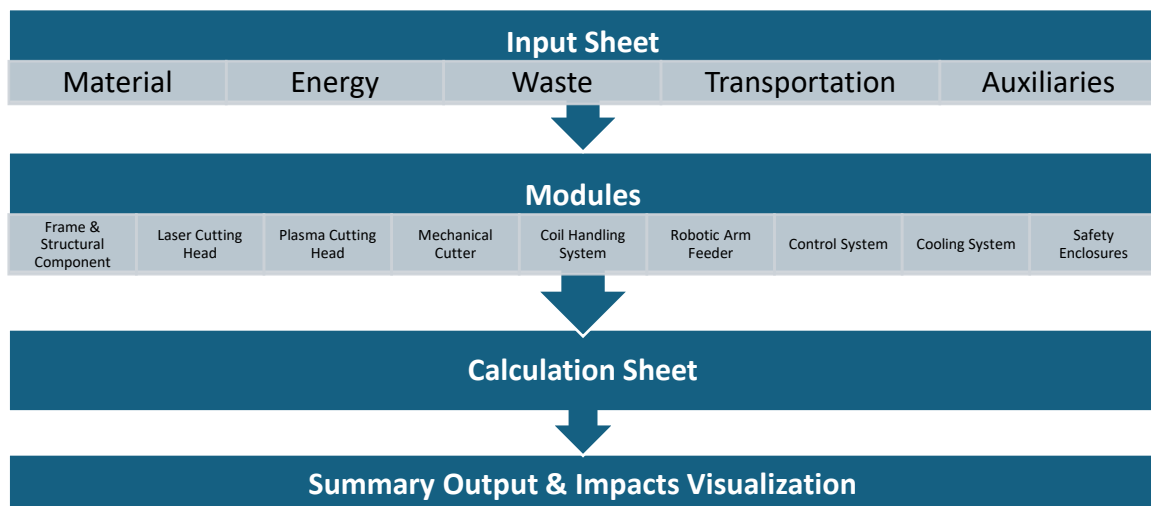 Input Sheet
Material
Energy
Waste
Transportation
Auxiliaries
Modules
Frame &
Structural
Component
Laser Cutting
Head
Plasma Cutting
Head
Mechanical
Cutter
Coil Handling
System
Robotic Arm
Feeder
Control System
Cooling System
Safety
Enclosures
Calculation Sheet
Summary Output & Impacts Visualization